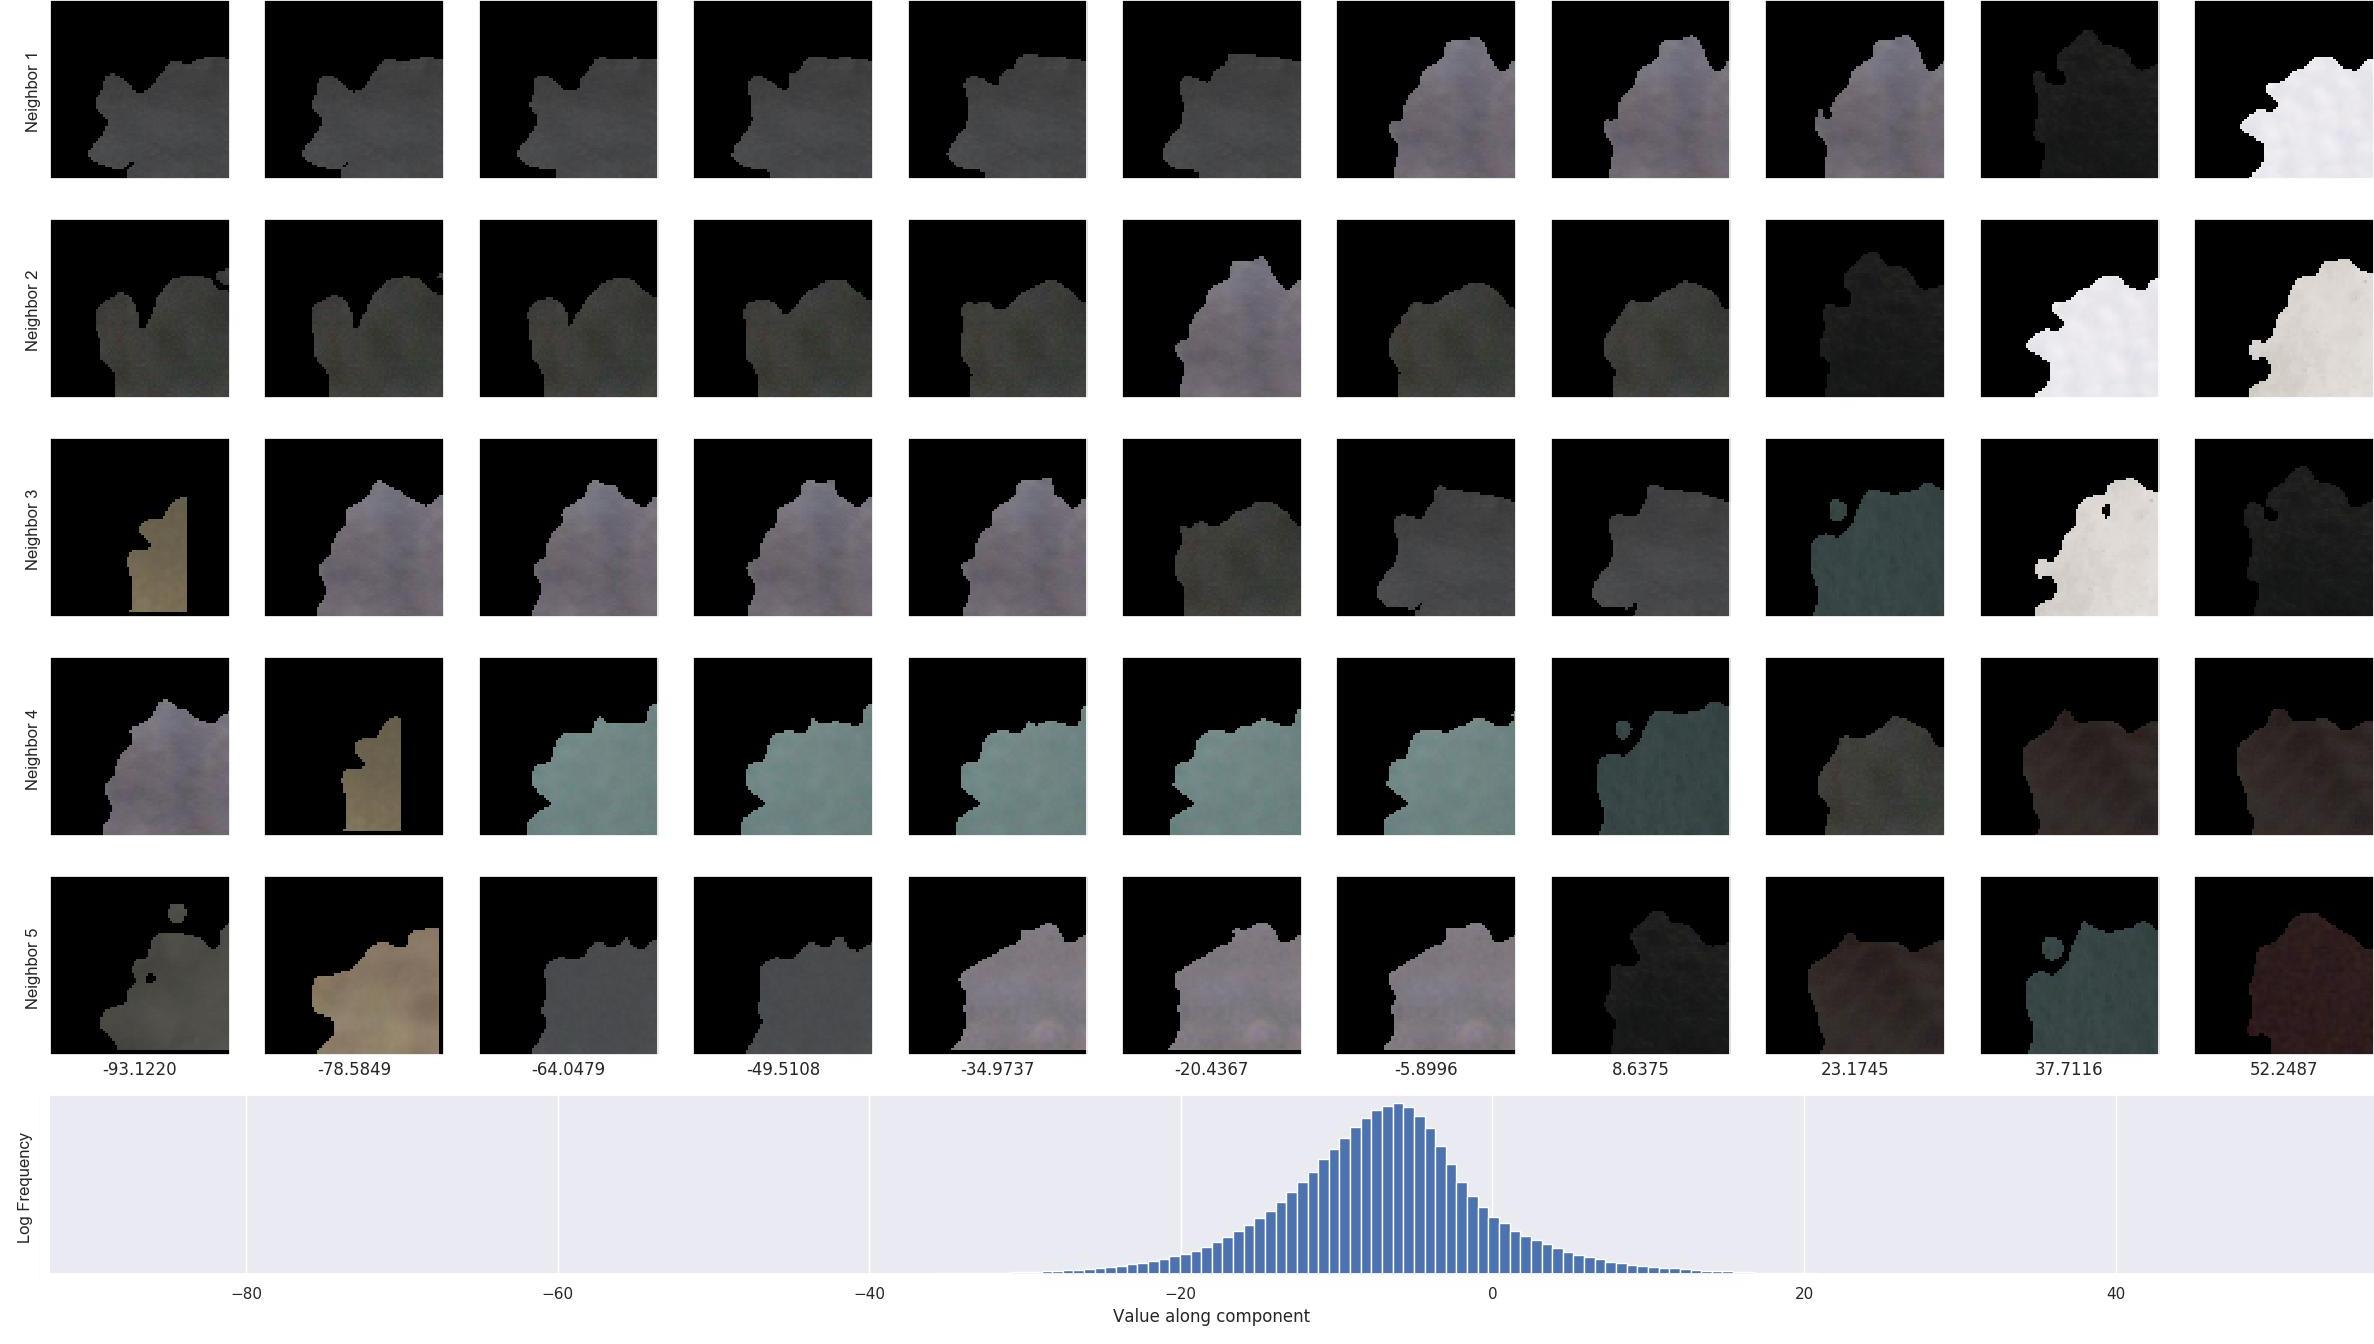 Neighbor 1
Neighbor 2
Neighbor 3
Neighbor 4
Neighbor 5
-93.1220 -78.5849 -64.0479 -49.5108 -34.9737 -20.4367 -5.8996 8.6375 23.1745 37.7116 52.2487
Log Frequency
−80 −60 −40 −20 0 20 40
Value along component